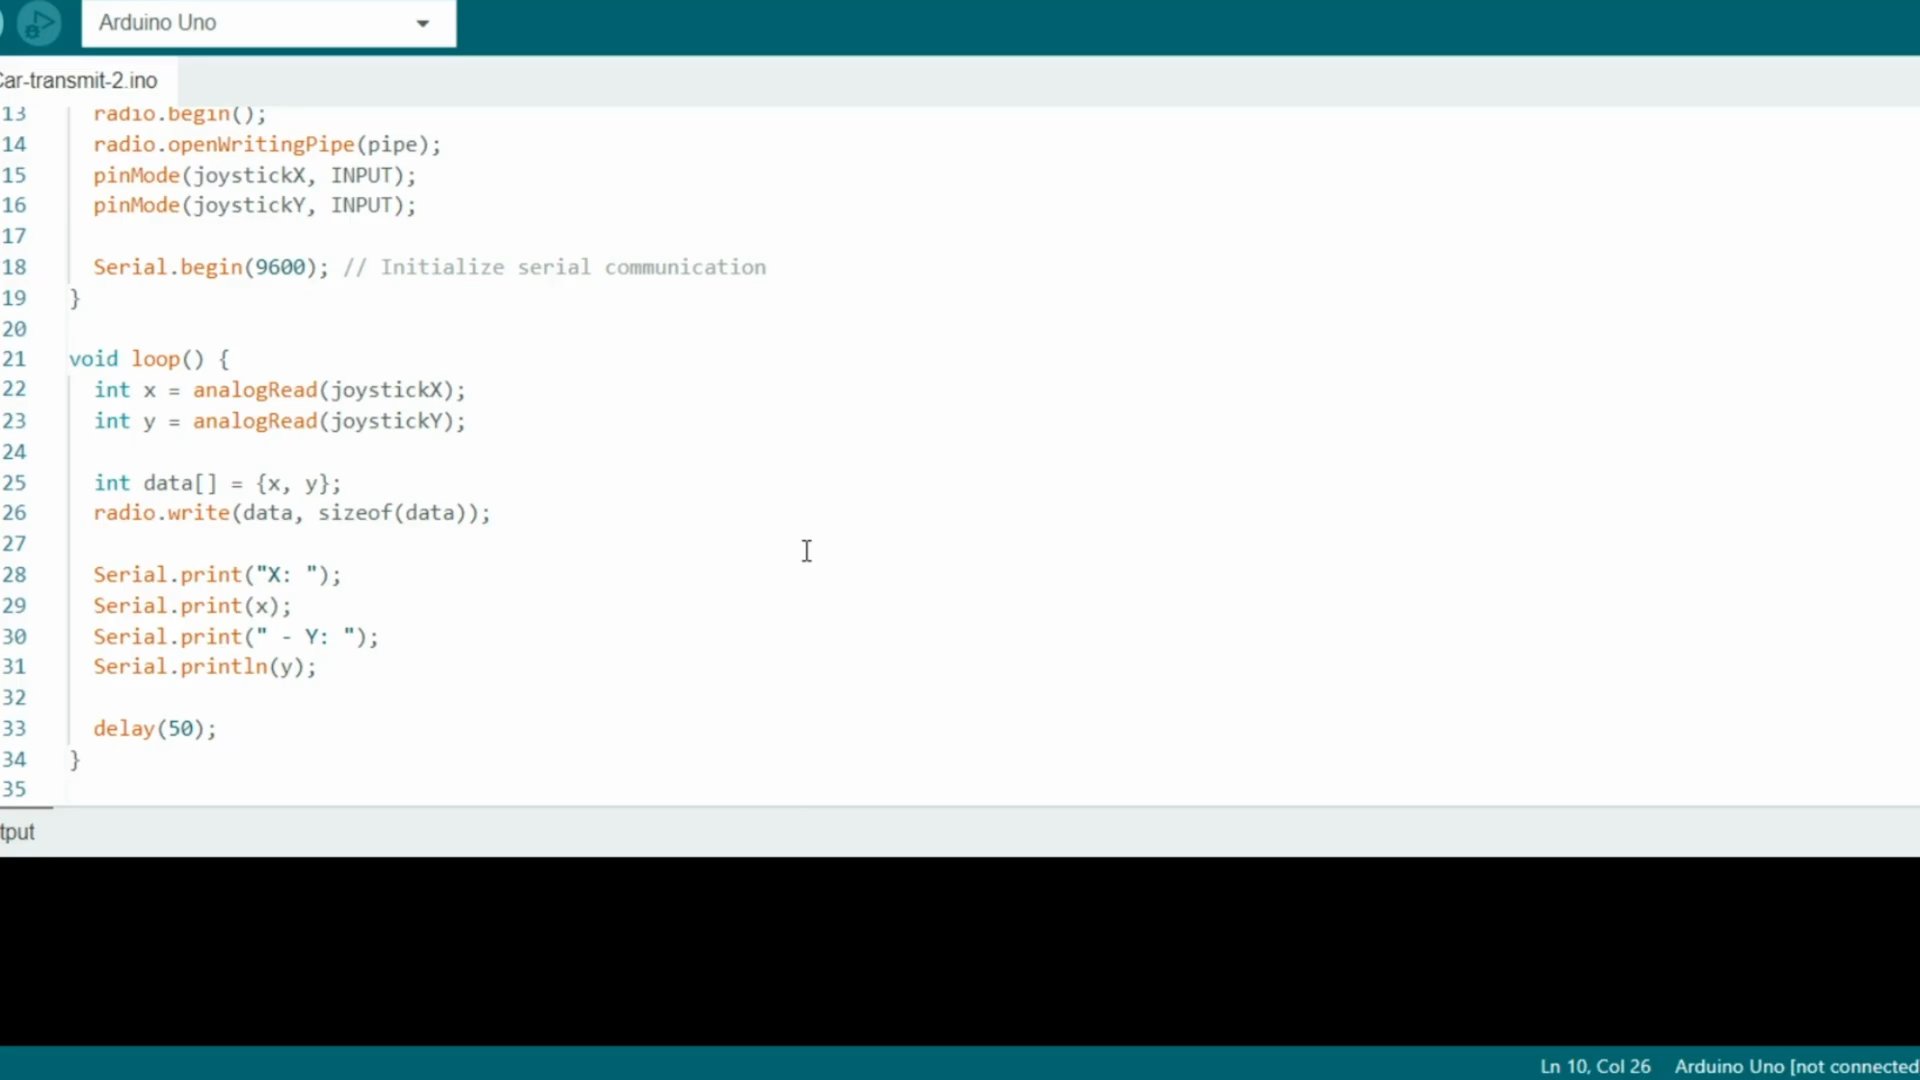 Arduino Uno
Car-transmit-2.ino
13 radio.begin();
14 radio.openWritingPipe(pipe);
15 pinMode(joystickX, INPUT);
16 pinMode(joystickY, INPUT);
17
18 Serial.begin(9600); // Initialize serial communication
19 }
20
21 void loop() {
22 int x = analogRead(joystickX);
23 int y = analogRead(joystickY);
24
25 int data[] = {x, y};
26 radio.write(data, sizeof(data));
27
28 Serial.print("X: ");
29 Serial.print(x);
30 Serial.print(" - Y: ");
31 Serial.println(y);
32
33 delay(50);
34 }
35
tput
Ln 10, Col 26 Arduino Uno [not connected